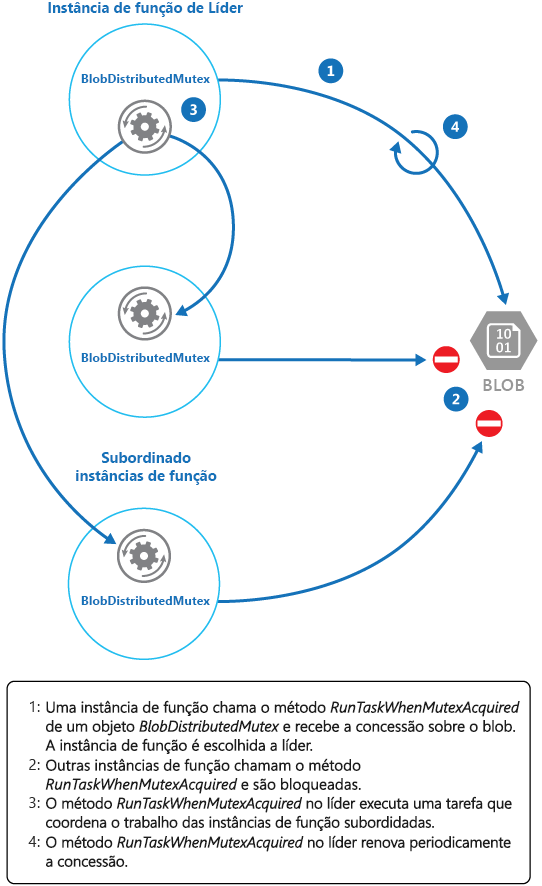 Instância de função de Líder
BlobDistributedMutex
1
3
4
BlobDistributedMutex
10
01
BLOB
2
Subordinado
instâncias de função
BlobDistributedMutex
1: Uma instância de função chama o método RunTaskWhenMutexAcquired
de um objeto BlobDistributedMutex e recebe a concessão sobre o blob.
A instância de função é escolhida a líder.
2: Outras instâncias de função chamam o método
RunTaskWhenMutexAcquired e são bloqueadas.
3: O método RunTaskWhenMutexAcquired no líder executa uma tarefa que
coordena o trabalho das instâncias de função subordidadas.
4: O método RunTaskWhenMutexAcquired no líder renova periodicamente
a concessão.